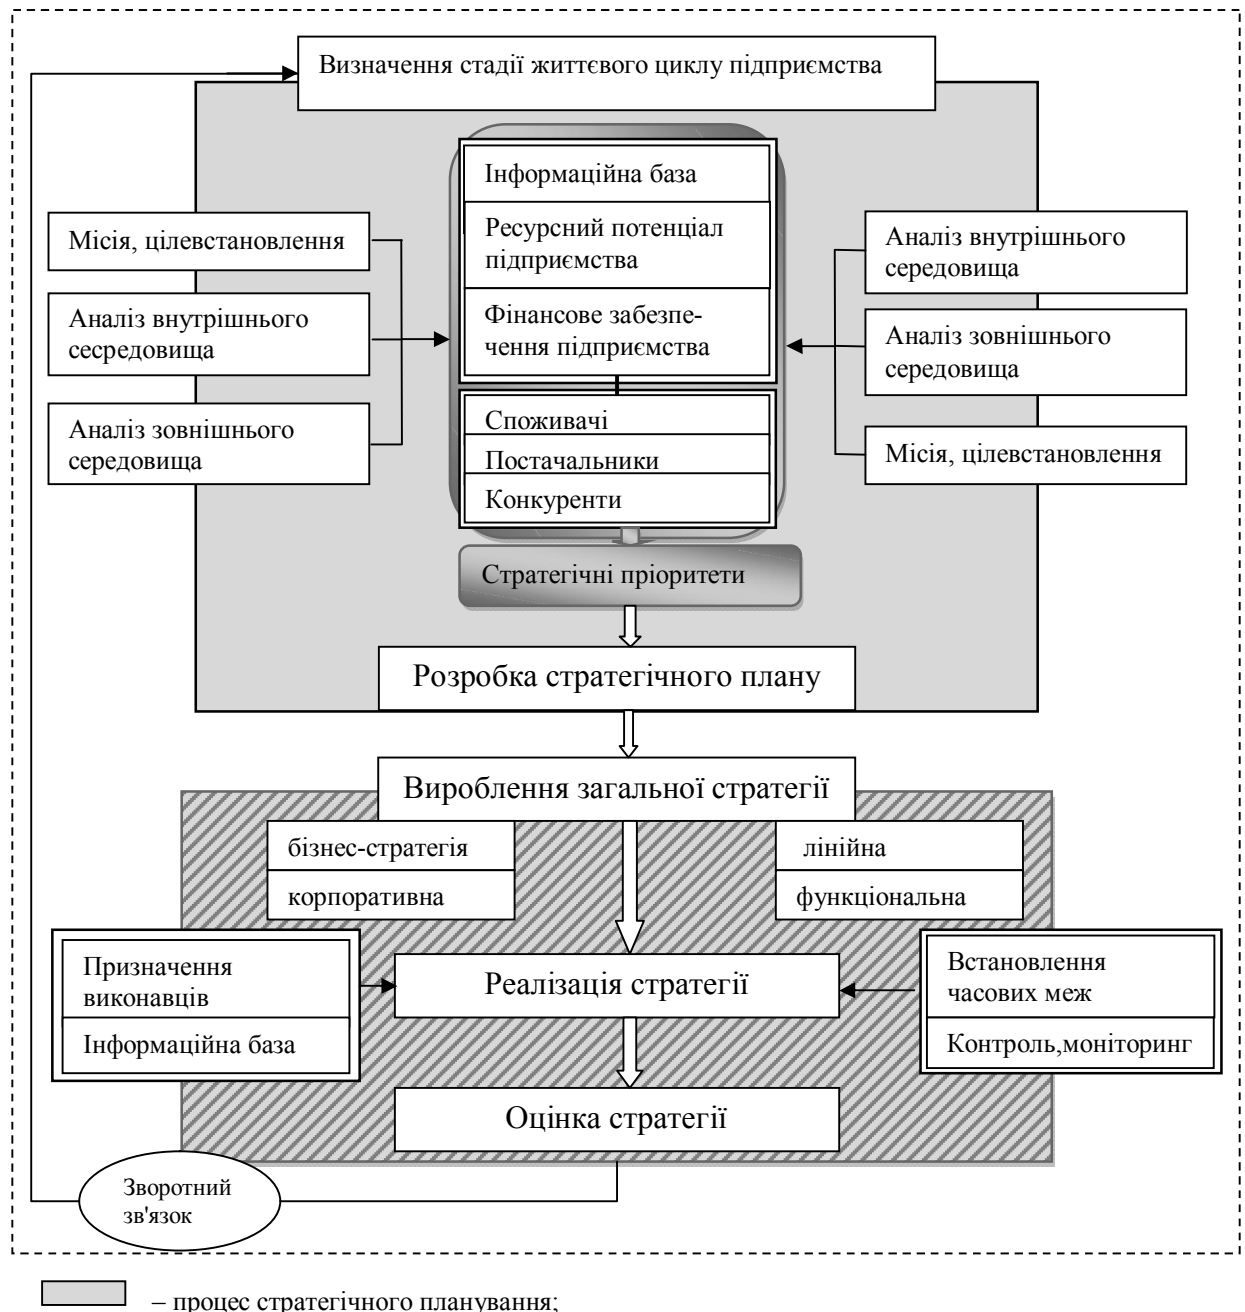 Визначення стадії життєвого циклу підприємства
Інформаційна база
Ресурсний потенціал
підприємства
Фінансове забезпе-
чення підприємства
Місія, цілевстановлення
Аналіз внутрішнього
сесредовища
Аналіз зовнішнього
середовища
Аналіз внутрішнього
середовища
Аналіз зовнішнього
середовища
Місія, цілевстановлення
Споживачі
Постачальники
Конкуренти
Стратегічні пріоритети
Розробка стратегічного плану
Вироблення загальної стратегії
бізнес-стратегія
корпоративна
лінійна
функціональна
Призначення
виконавців
Інформаційна база
Реалізація стратегії
Встановлення
часових меж
Контроль,моніторинг
Оцінка стратегії
Зворотний
зв'язок
– процес стратегічного планування;